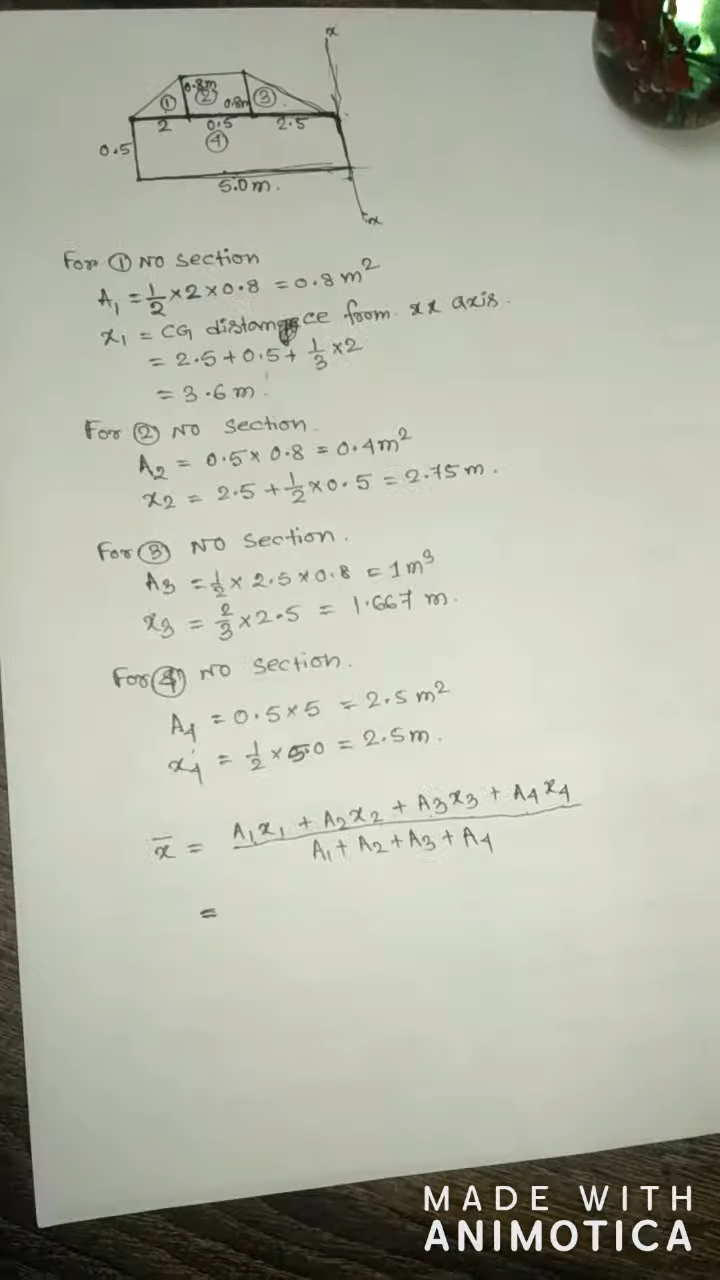 x
0.8m
① ② 0.8m ③
2 0.5 2.5
0.5 ④
5.0m.
x
For ① NO section
A₁ = 1/2 × 2 × 0.8 = 0.8 m²
x₁ = CG distance from xx axis.
= 2.5 + 0.5 + 1/3 × 2
= 3.6 m.
For ② NO section.
A₂ = 0.5 × 0.8 = 0.4 m²
x₂ = 2.5 + 1/2 × 0.5 = 2.75 m.
For ③ NO section.
A₃ = 1/2 × 2.5 × 0.8 = 1 m³
x₃ = 2/3 × 2.5 = 1.667 m.
For ④ NO section.
A₄ = 0.5 × 5 = 2.5 m²
x₄ = 1/2 × 5.0 = 2.5 m.
x̄ = A₁x₁ + A₂x₂ + A₃x₃ + A₄x₄
A₁ + A₂ + A₃ + A₄
=
MADE WITH
ANIMOTICA